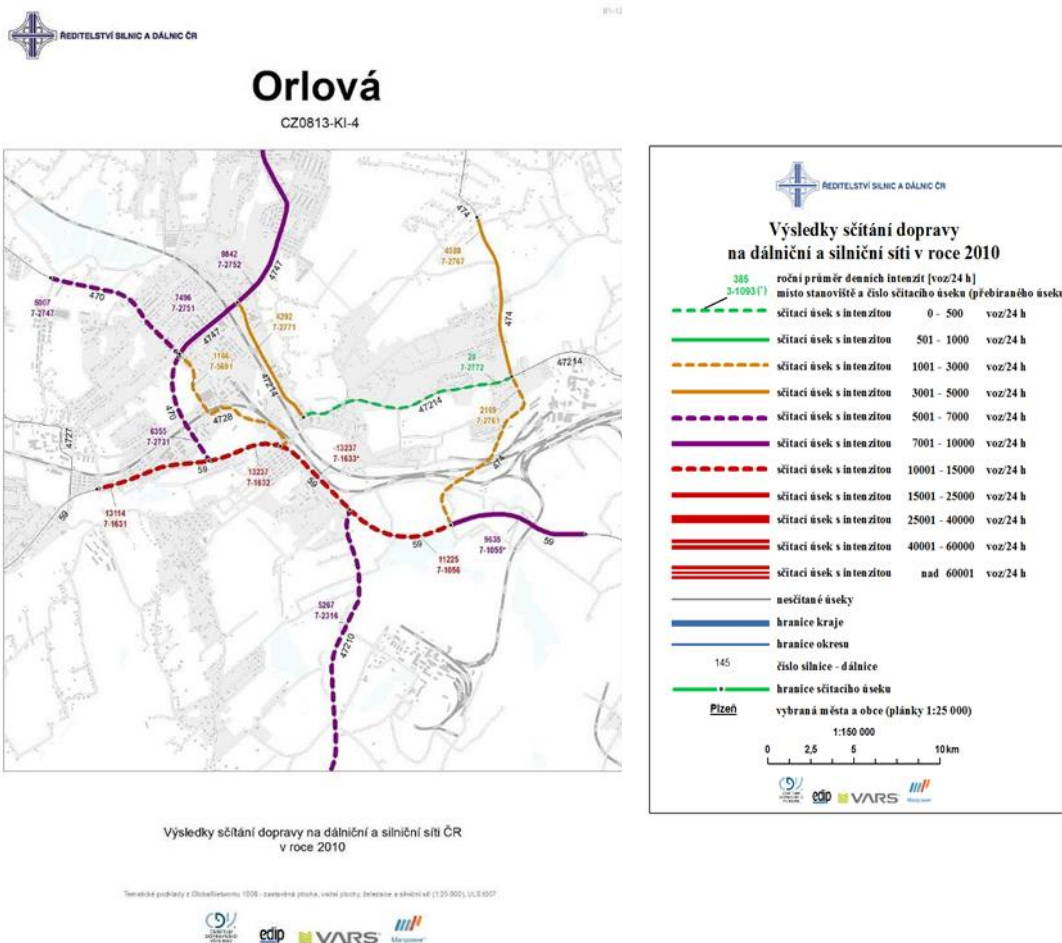 ŘEDITELSTVÍ SILNIC A DÁLNIC ČR
Orlová
CZ0813-KI-4
474
4588
7-2767
9842
7-2752
4747
470
5007
7-2747
7496
7-2751
4292
7-2771
4747
474
1166
7-5691
28
7-2772
47214
47214
47214
470
4728
2169
7-2761
6355
7-2731
4727
59
13237
7-1633*
474
13237
7-1632
59
59
13114
7-1631
59
9635
7-1055*
59
11225
7-1056
5267
7-2316
47210
Výsledky sčítání dopravy na dálniční a silniční síti ČR
v roce 2010
CENTRUM
DOPRAVNÍHO
VÝZKUMU
edip
VARS
Manpower
ŘEDITELSTVÍ SILNIC A DÁLNIC ČR
Výsledky sčítání dopravy
na dálniční a silniční síti v roce 2010
385
3-1093(*)
roční průměr denních intenzit [voz/24 h]
místo stanoviště a číslo sčítacího úseku (přebíraného úseku
sčítací úsek s intenzitou 0 - 500 voz/24 h
sčítací úsek s intenzitou 501 - 1000 voz/24 h
sčítací úsek s intenzitou 1001 - 3000 voz/24 h
sčítací úsek s intenzitou 3001 - 5000 voz/24 h
sčítací úsek s intenzitou 5001 - 7000 voz/24 h
sčítací úsek s intenzitou 7001 - 10000 voz/24 h
sčítací úsek s intenzitou 10001 - 15000 voz/24 h
sčítací úsek s intenzitou 15001 - 25000 voz/24 h
sčítací úsek s intenzitou 25001 - 40000 voz/24 h
sčítací úsek s intenzitou 40001 - 60000 voz/24 h
sčítací úsek s intenzitou nad 60001 voz/24 h
nesčítané úseky
hranice kraje
hranice okresu
145 číslo silnice - dálnice
hranice sčítacího úseku
Plzeň vybraná města a obce (plánky 1:25 000)
1:150 000
0 2,5 5 10 km
edip
VARS
Manpower